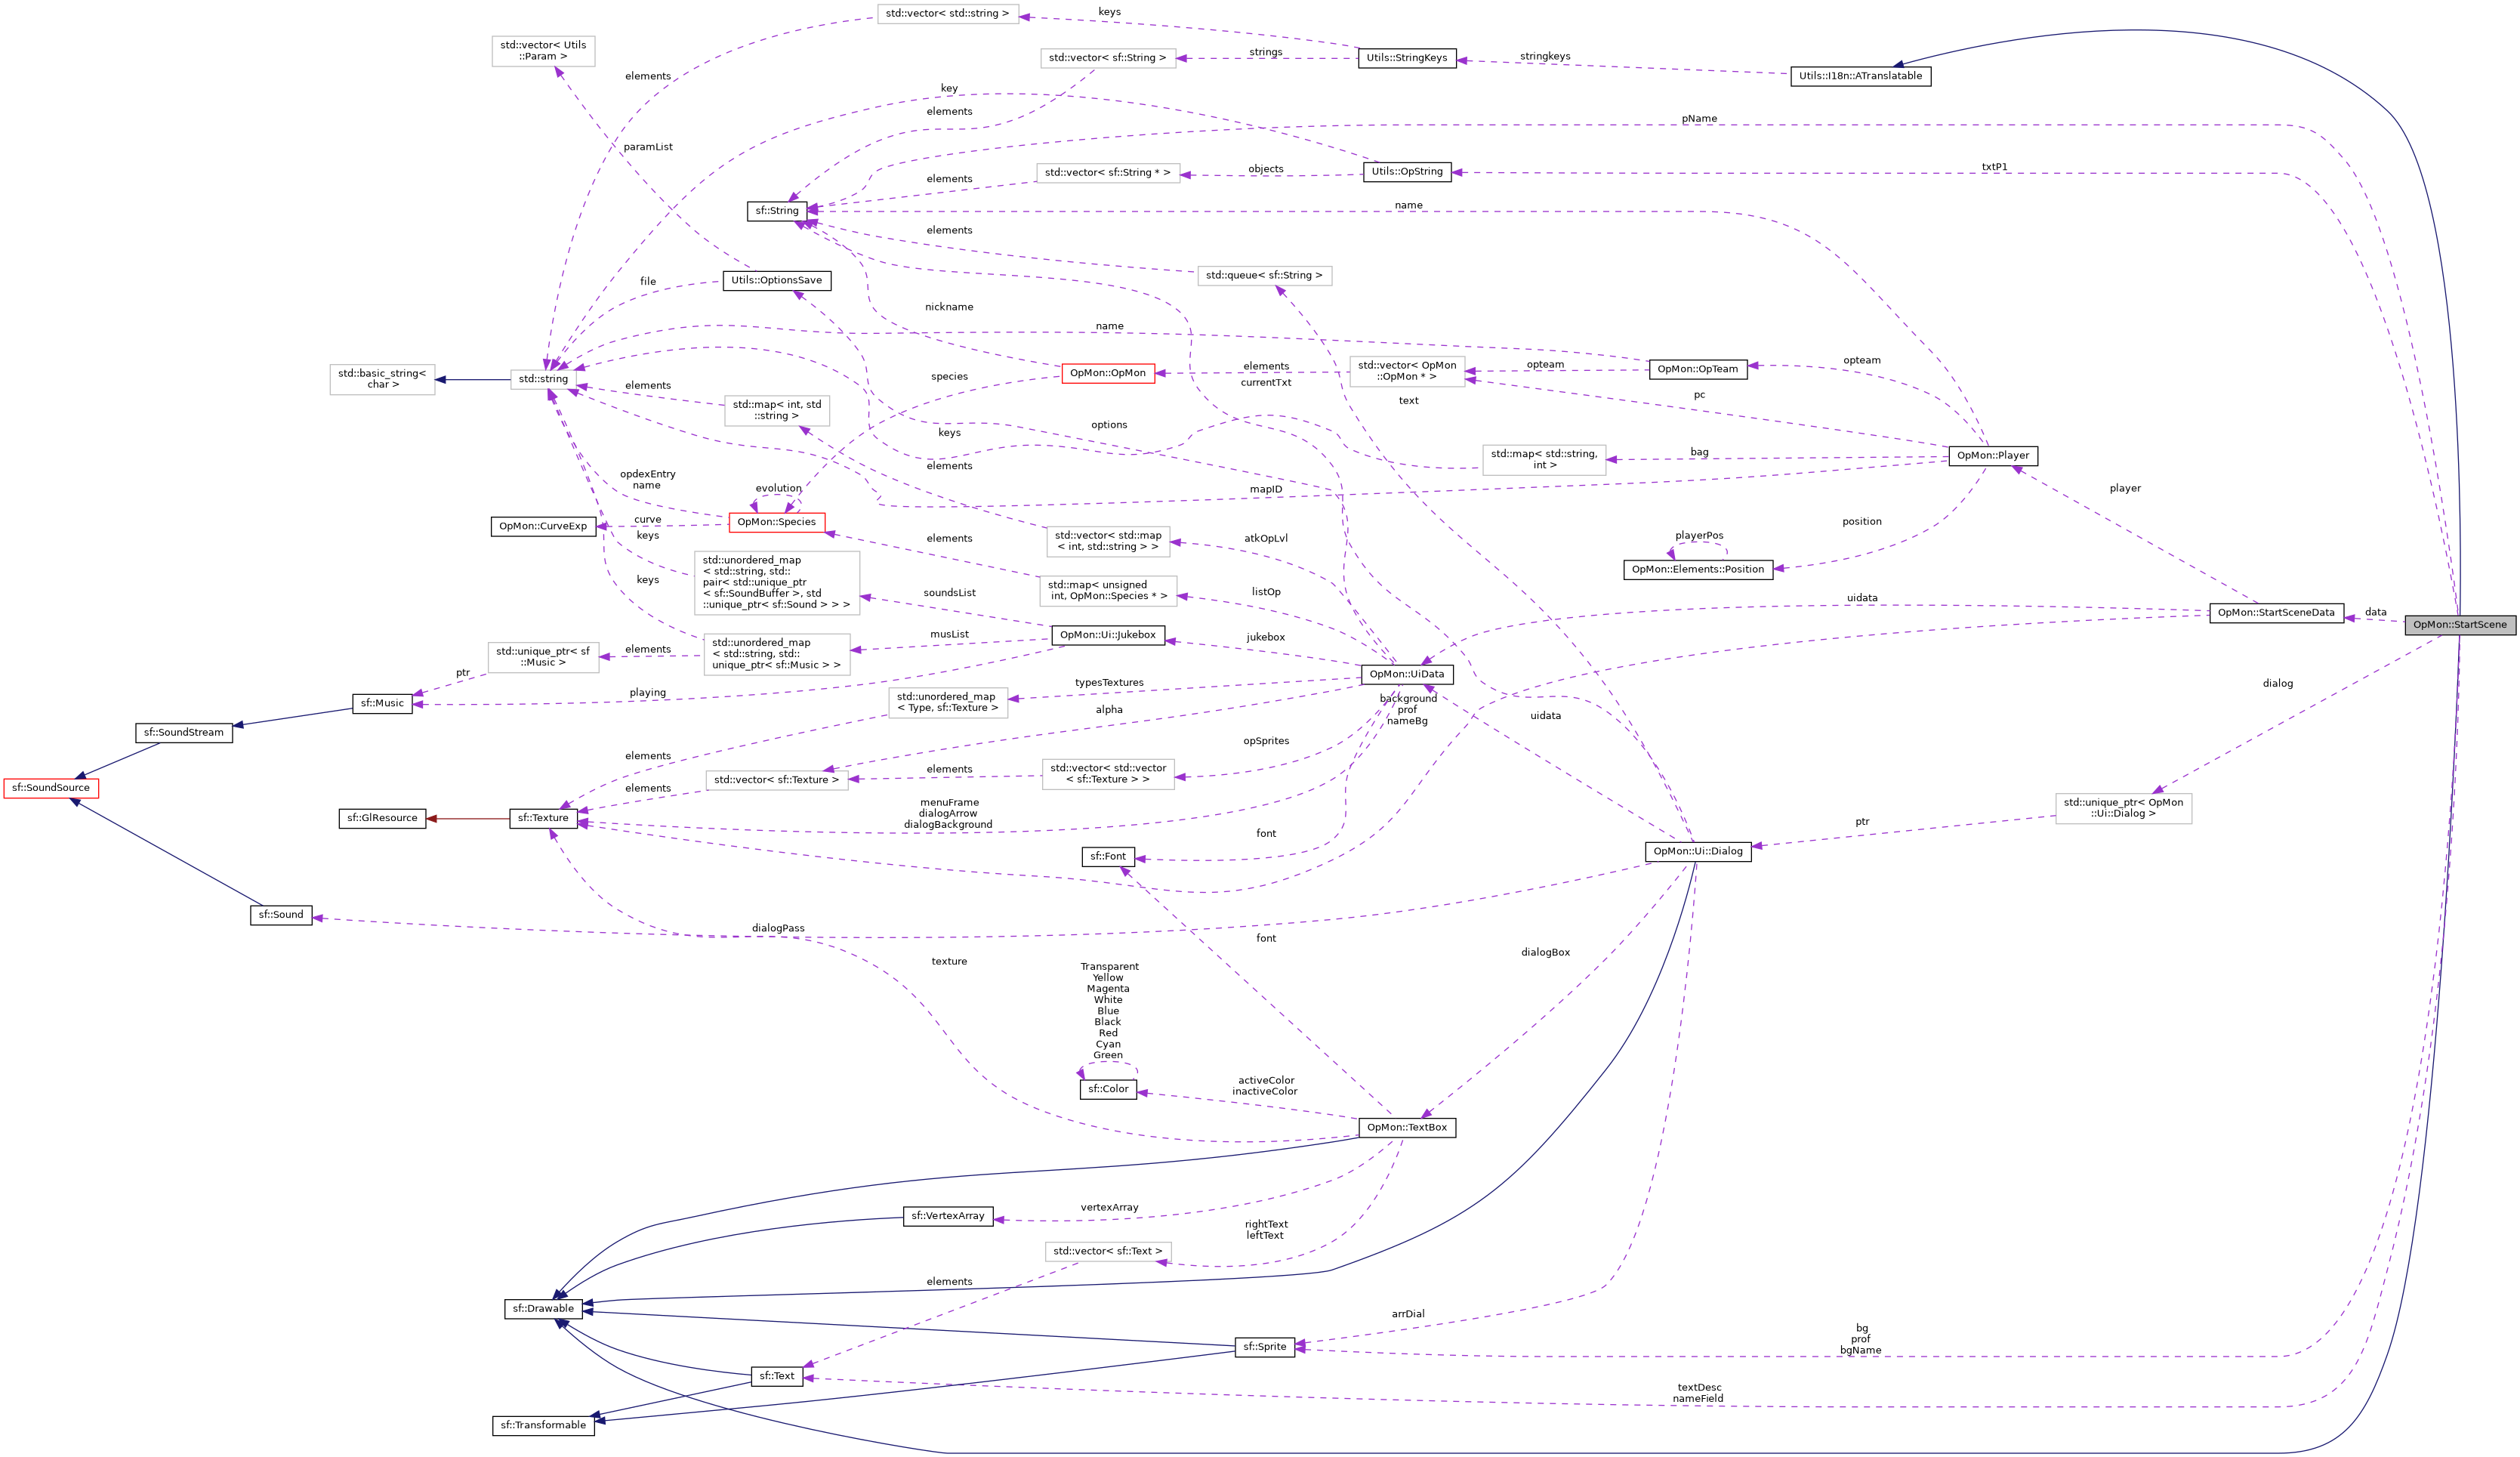 std::vector< std::string >
keys
std::vector< Utils
::Param >
std::vector< sf::String >
strings
Utils::StringKeys
stringkeys
Utils::I18n::ATranslatable
elements
key
elements
pName
paramList
std::vector< sf::String * >
elements
objects
Utils::OpString
txtP1
sf::String
name
elements
std::queue< sf::String >
Utils::OptionsSave
file
nickname
name
std::basic_string<
char >
std::string
elements
std::map< int, std
::string >
species
OpMon::OpMon
elements
currentTxt
std::vector< OpMon
::OpMon * >
opteam
OpMon::OpTeam
opteam
text
pc
keys
options
elements
std::map< std::string,
int >
bag
OpMon::Player
opdexEntry
name
evolution
mapID
player
OpMon::CurveExp
curve
OpMon::Species
keys
elements
std::vector< std::map
< int, std::string > >
atkOpLvl
position
playerPos
OpMon::Elements::Position
std::unordered_map
< std::string, std::
pair< std::unique_ptr
< sf::SoundBuffer >, std
::unique_ptr< sf::Sound > > >
keys
soundsList
std::map< unsigned
int, OpMon::Species * >
listOp
uidata
OpMon::StartSceneData
data
OpMon::StartScene
std::unique_ptr< sf
::Music >
elements
std::unordered_map
< std::string, std::
unique_ptr< sf::Music > >
musList
OpMon::Ui::Jukebox
jukebox
ptr
playing
OpMon::UiData
dialog
sf::Music
std::unordered_map
< Type, sf::Texture >
typesTextures
alpha
background
prof
nameBg
uidata
sf::SoundStream
elements
opSprites
sf::SoundSource
std::vector< sf::Texture >
elements
std::vector< std::vector
< sf::Texture > >
elements
sf::GlResource
sf::Texture
menuFrame
dialogArrow
dialogBackground
font
std::unique_ptr< OpMon
::Ui::Dialog >
ptr
sf::Font
OpMon::Ui::Dialog
sf::Sound
dialogPass
texture
font
dialogBox
Transparent
Yellow
Magenta
White
Blue
Black
Red
Cyan
Green
sf::Color
activeColor
inactiveColor
OpMon::TextBox
sf::VertexArray
vertexArray
std::vector< sf::Text >
rightText
leftText
elements
sf::Drawable
arrDial
sf::Sprite
bg
prof
bgName
sf::Text
textDesc
nameField
sf::Transformable